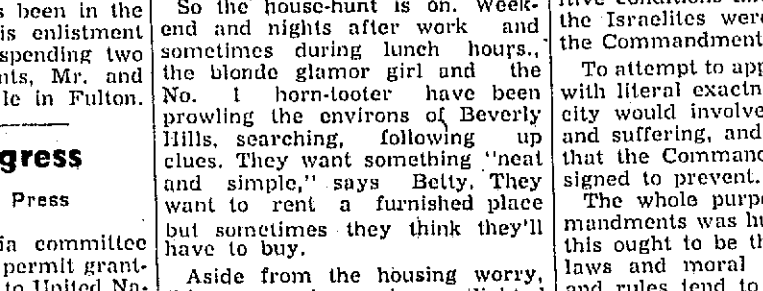 s been in the
is enlistment
spending two
nts, Mr. and
le in Fulton.
gress
Press
ia committee
permit grant-
to United Na-
So the house-hunt is on. Week-
end and nights after work and
sometimes during lunch hours.,
the blonde glamor girl and the
No. 1 horn-tooter have been
prowling the environs of Beverly
Hills, searching, following up
clues. They want something "neat
and simple," says Betty. They
want to rent a furnished place
but sometimes they think they'll
have to buy.
Aside from the housing worry,
the Israelites wer
the Commandment
To attempt to app
with literal exactn
city would involve
and suffering, and
that the Command
signed to prevent.
The whole purp
mandments was hu
this ought to be th
laws and moral
and rules tend to